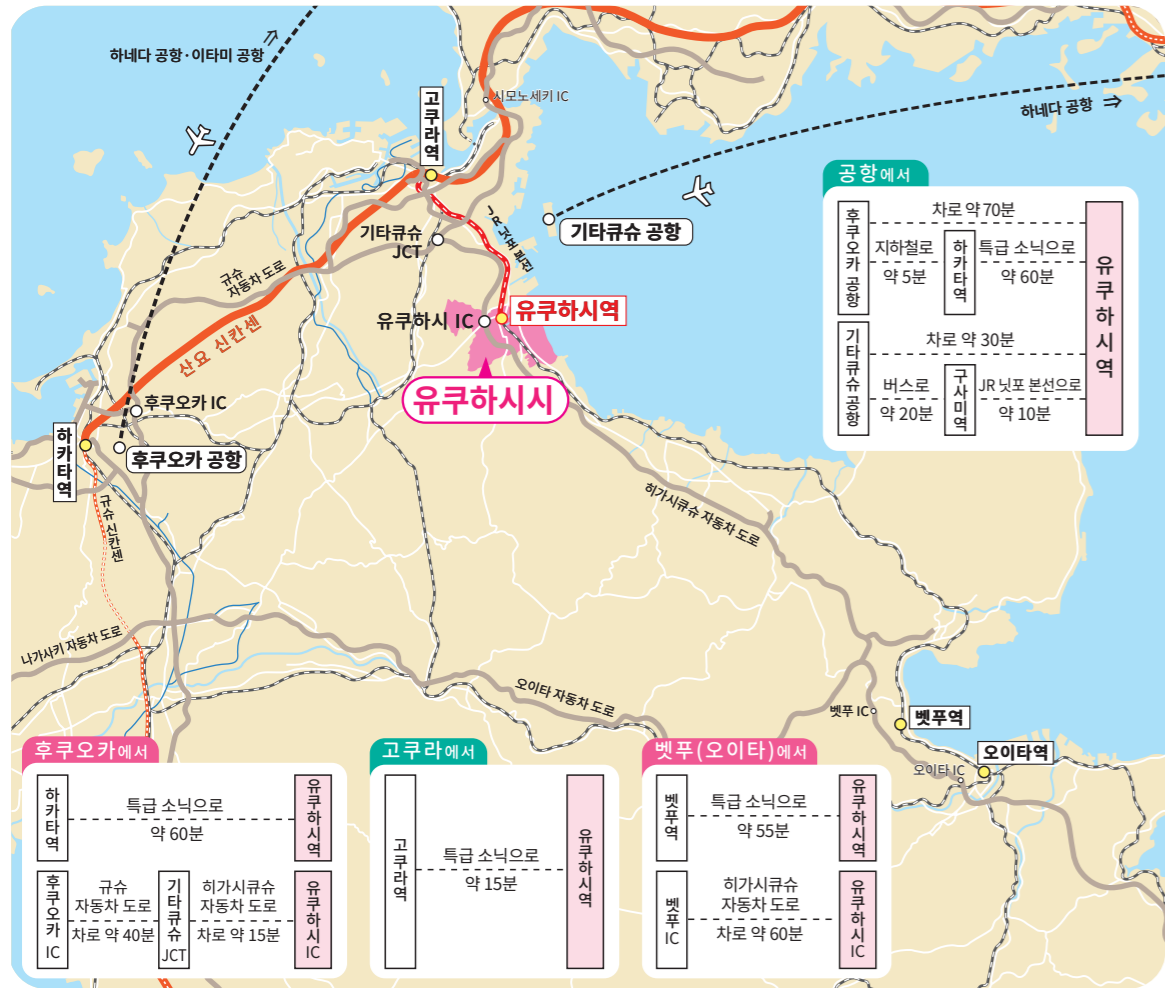 하네다 공항·이타미 공항
시모노세키 IC
하네다 공항
고쿠라역
기타큐슈 공항
기타큐슈
JCT
JR 닛포 본선
규슈
자동차 도로
산요 신칸센
유쿠하시 IC
유쿠하시역
유쿠하시시
후쿠오카 IC
하카타역
후쿠오카 공항
규슈 신칸센
히가시큐슈 자동차 도로
나가사키 자동차 도로
오이타 자동차 도로
벳푸 IC
벳푸역
오이타역
오이타 IC
공항에서
후쿠오카 공항
차로 약 70분
지하철로
약 5분
하카타역
특급 소닉으로
약 60분
기타큐슈 공항
차로 약 30분
버스로
약 20분
구사미역
JR 닛포 본선으로
약 10분
유쿠하시역
후쿠오카에서
하카타역
특급 소닉으로
약 60분
유쿠하시역
후쿠오카 IC
규슈
자동차 도로
차로 약 40분
기타큐슈 JCT
히가시큐슈
자동차 도로
차로 약 15분
유쿠하시 IC
고쿠라에서
고쿠라역
특급 소닉으로
약 15분
유쿠하시역
벳푸(오이타)에서
벳푸역
특급 소닉으로
약 55분
유쿠하시역
벳푸 IC
히가시큐슈
자동차 도로
차로 약 60분
유쿠하시 IC